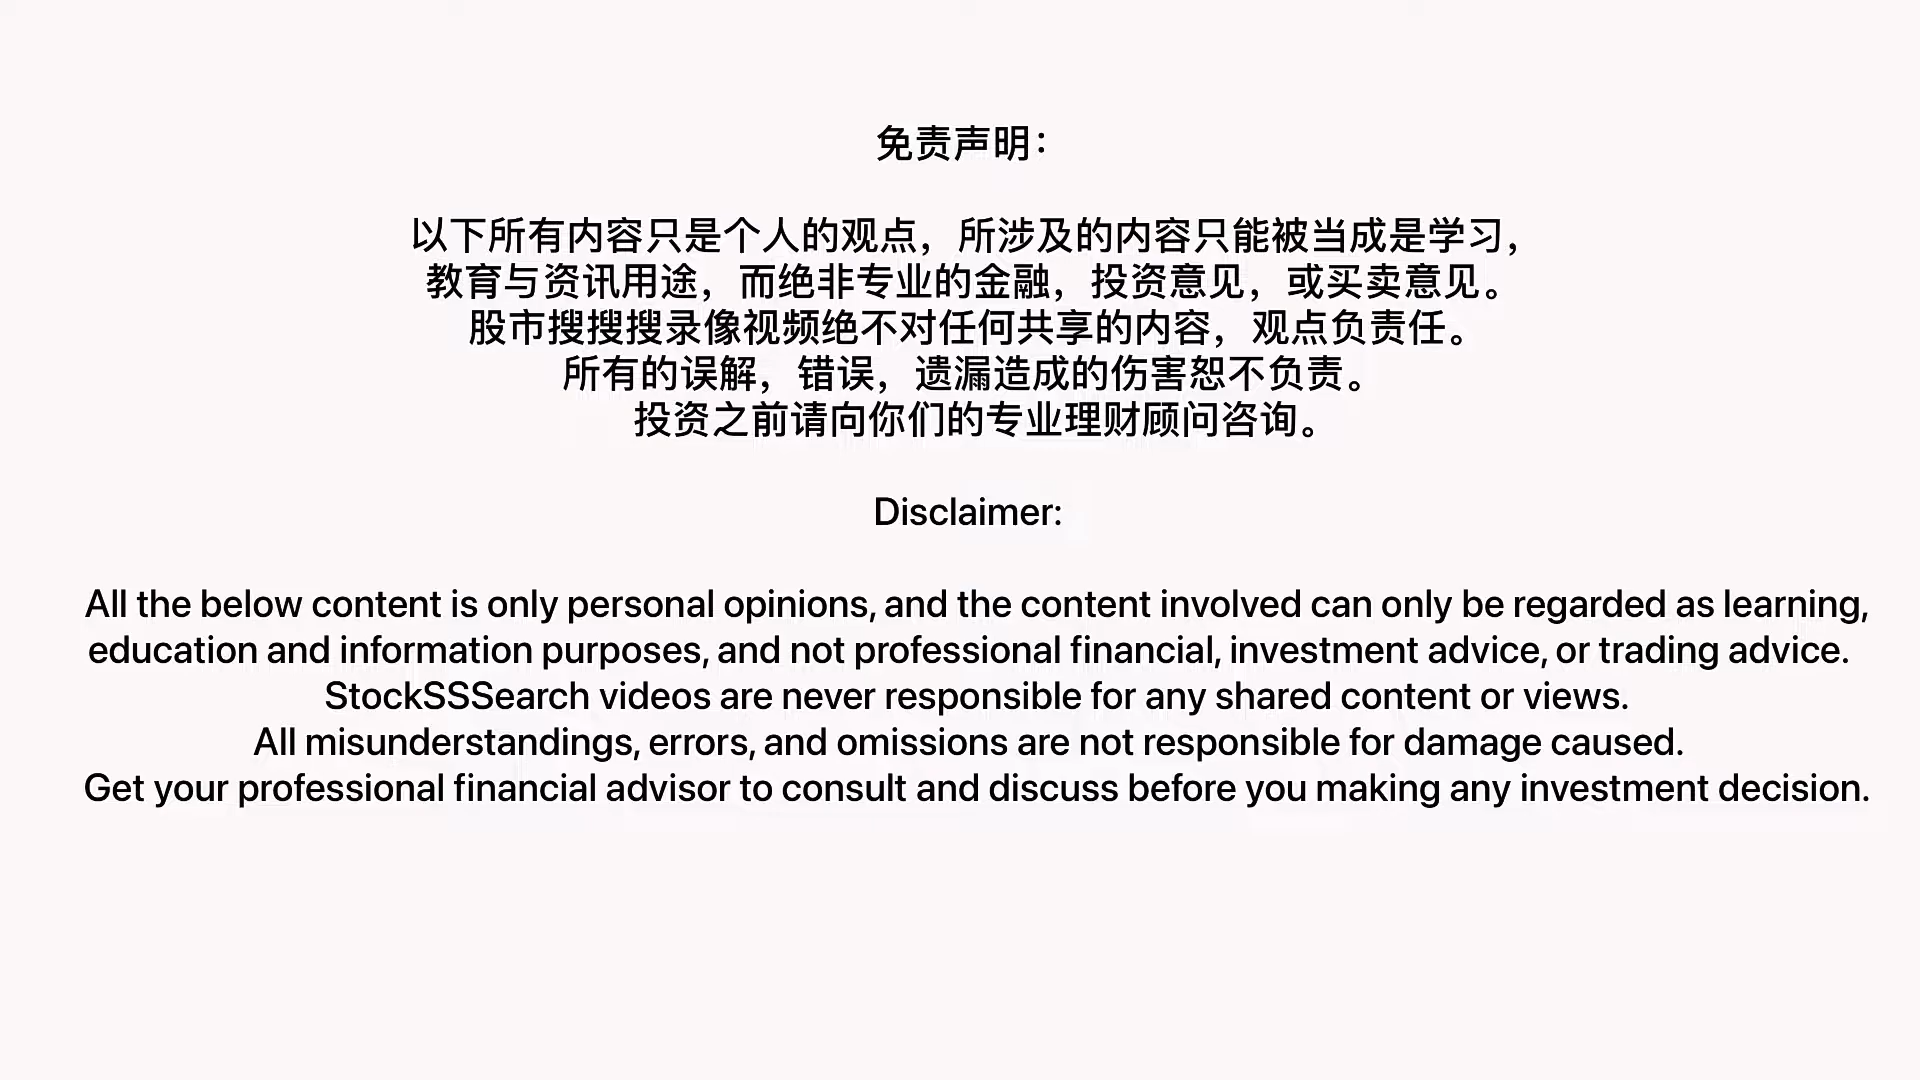 免责声明：
以下所有内容只是个人的观点，所涉及的内容只能被当成是学习，
教育与资讯用途，而绝非专业的金融，投资意见，或买卖意见。
股市搜搜搜录像视频绝不对任何共享的内容，观点负责任。
所有的误解，错误，遗漏造成的伤害恕不负责。
投资之前请向你们的专业理财顾问咨询。
Disclaimer:
All the below content is only personal opinions, and the content involved can only be regarded as learning,
education and information purposes, and not professional financial, investment advice, or trading advice.
StockSSSearch videos are never responsible for any shared content or views.
All misunderstandings, errors, and omissions are not responsible for damage caused.
Get your professional financial advisor to consult and discuss before you making any investment decision.